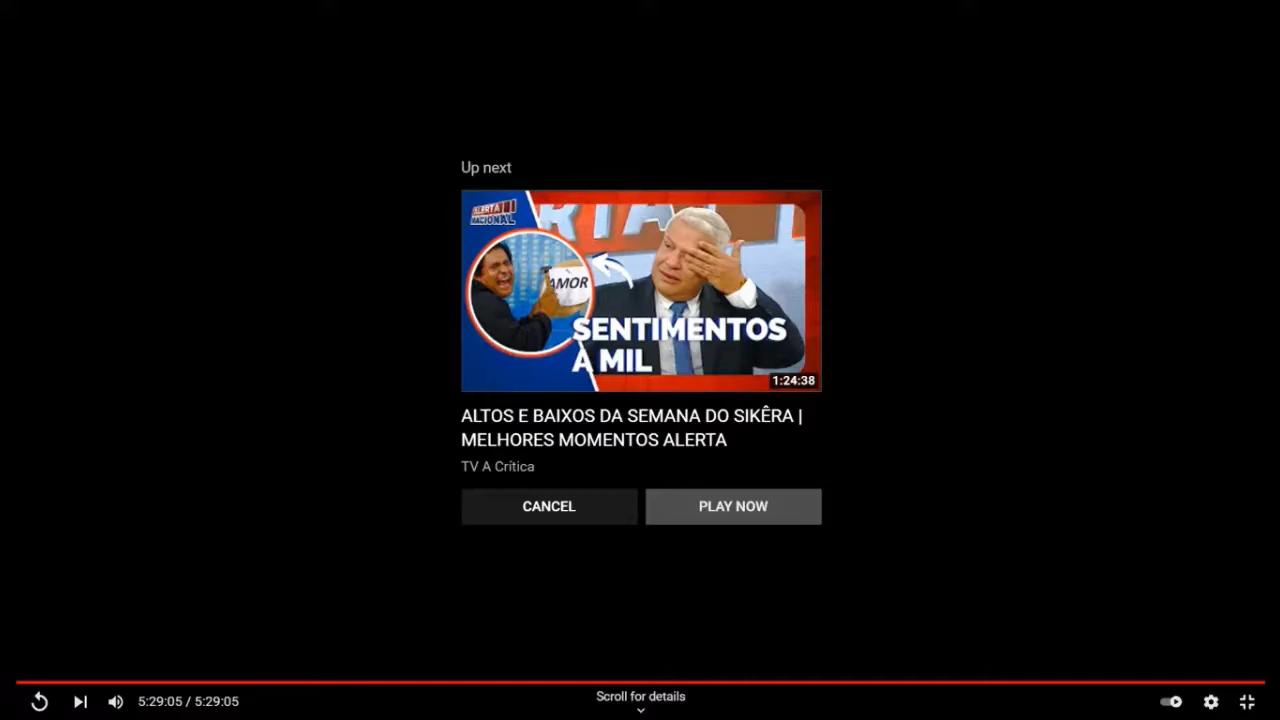 Up next
ALERTA
NACIONAL
AMOR
SENTIMENTOS
A MIL
1:24:38
ALTOS E BAIXOS DA SEMANA DO SIKÊRA |
MELHORES MOMENTOS ALERTA
TV A Crítica
CANCEL
PLAY NOW
5:29:05 / 5:29:05
Scroll for details